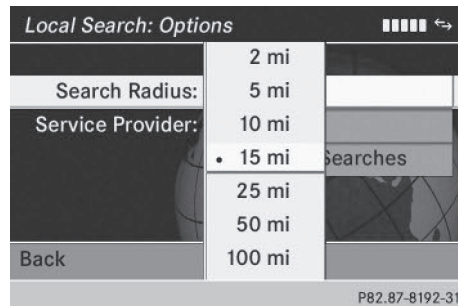 Local Search: Options
2 mi
Search Radius: 5 mi
Service Provider: 10 mi
• 15 mi Searches
25 mi
50 mi
Back 100 mi
P82.87-8192-31